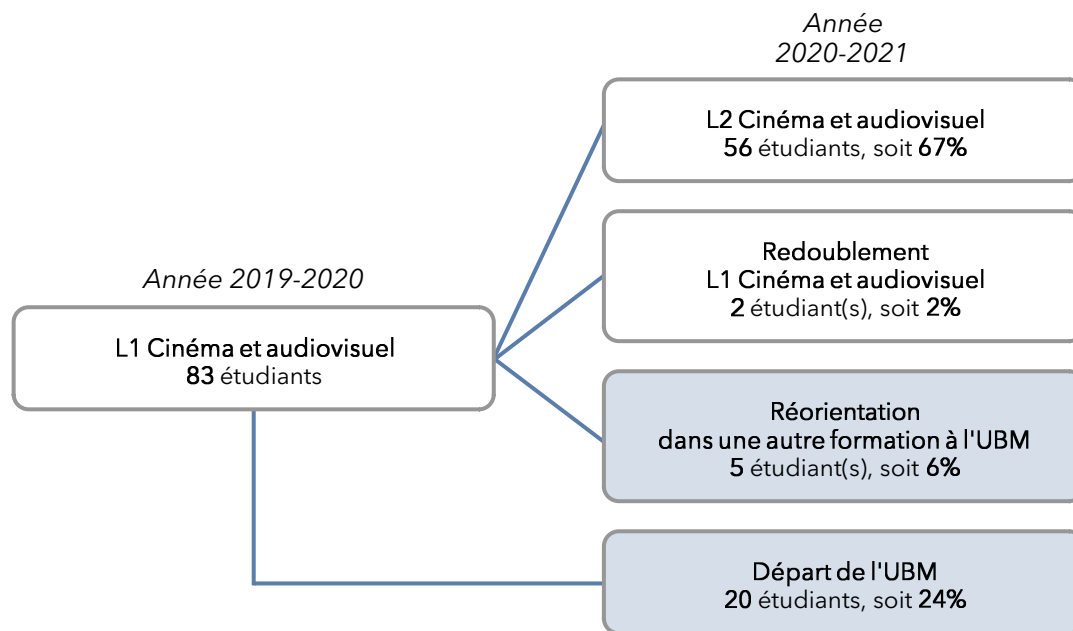 Année
2020-2021
L2 Cinéma et audiovisuel
56 étudiants, soit 67%
Redoublement
L1 Cinéma et audiovisuel
2 étudiant(s), soit 2%
Année 2019-2020
L1 Cinéma et audiovisuel
83 étudiants
Réorientation
dans une autre formation à l'UBM
5 étudiant(s), soit 6%
Départ de l'UBM
20 étudiants, soit 24%